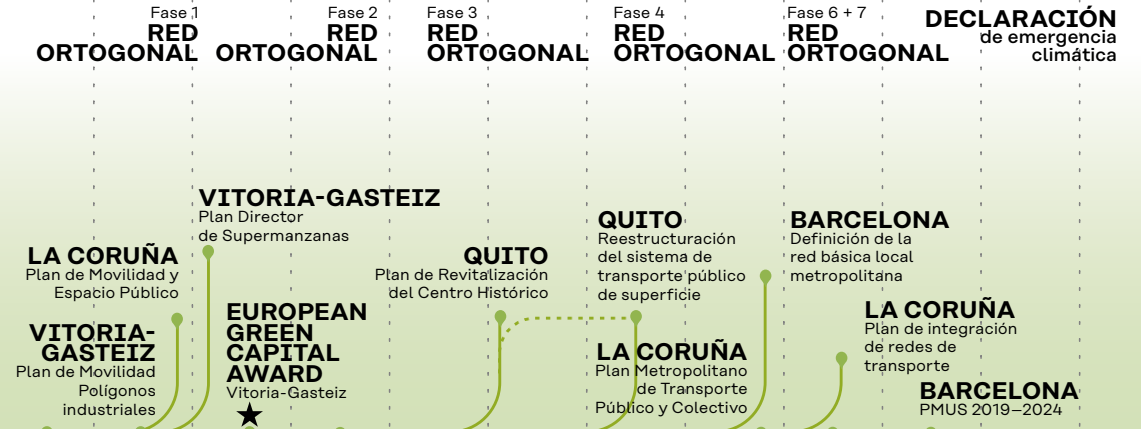 Fase 1
RED
ORTOGONAL
Fase 2
RED
ORTOGONAL
Fase 3
RED
ORTOGONAL
Fase 4
RED
ORTOGONAL
Fase 6 + 7
RED
ORTOGONAL
DECLARACIÓN
de emergencia
climática
VITORIA-GASTEIZ
Plan Director
de Supermanzanas
LA CORUÑA
Plan de Movilidad y
Espacio Público
VITORIA-
GASTEIZ
Plan de Movilidad
Polígonos
industriales
EUROPEAN
GREEN
CAPITAL
AWARD
Vitoria-Gasteiz
QUITO
Plan de Revitalización
del Centro Histórico
QUITO
Reestructuración
del sistema de
transporte público
de superficie
LA CORUÑA
Plan Metropolitano
de Transporte
Público y Colectivo
BARCELONA
Definición de la
red básica local
metropolitana
LA CORUÑA
Plan de integración
de redes de
transporte
BARCELONA
PMUS 2019–2024